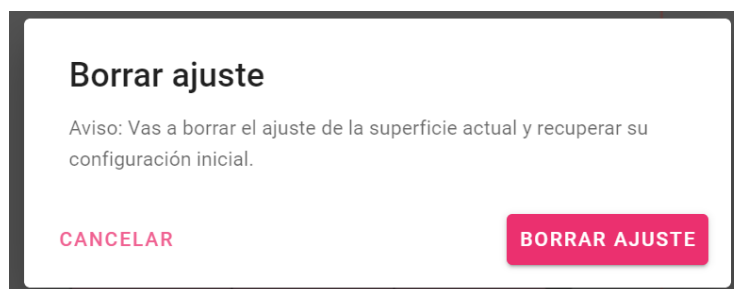 Borrar ajuste
Aviso: Vas a borrar el ajuste de la superficie actual y recuperar su
configuración inicial.
CANCELAR
BORRAR AJUSTE